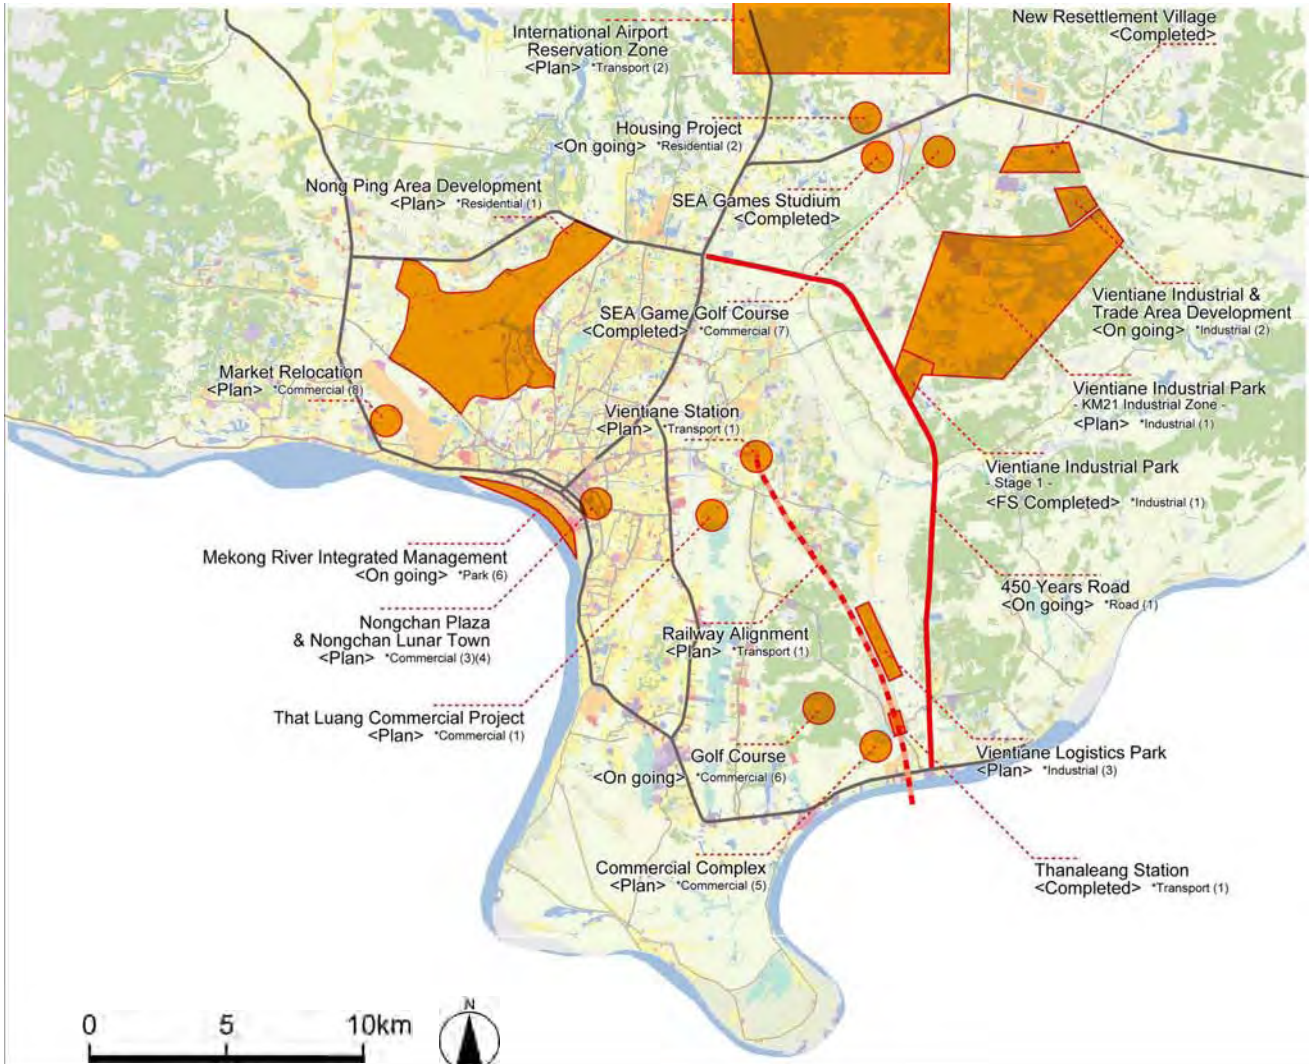 International Airport
Reservation Zone
<Plan> *Transport (2)
New Resettlement Village
<Completed>
Housing Project
<On going> *Residential (2)
Nong Ping Area Development
<Plan> *Residential (1)
SEA Games Studium
<Completed>
SEA Game Golf Course
<Completed> *Commercial (7)
Vientiane Industrial &
Trade Area Development
<On going> *Industrial (2)
Market Relocation
<Plan> *Commercial (8)
Vientiane Industrial Park
- KM21 Industrial Zone -
<Plan> *Industrial (1)
Vientiane Station
<Plan> *Transport (1)
Vientiane Industrial Park
- Stage 1 -
<FS Completed> *Industrial (1)
Mekong River Integrated Management
<On going> *Park (6)
450 Years Road
<On going> *Road (1)
Nongchan Plaza
& Nongchan Lunar Town
<Plan> *Commercial (3)(4)
Railway Alignment
<Plan> *Transport (1)
That Luang Commercial Project
<Plan> *Commercial (1)
Golf Course
<On going> *Commercial (6)
Vientiane Logistics Park
<Plan> *Industrial (3)
Commercial Complex
<Plan> *Commercial (5)
Thanaleang Station
<Completed> *Transport (1)
N
0 5 10km